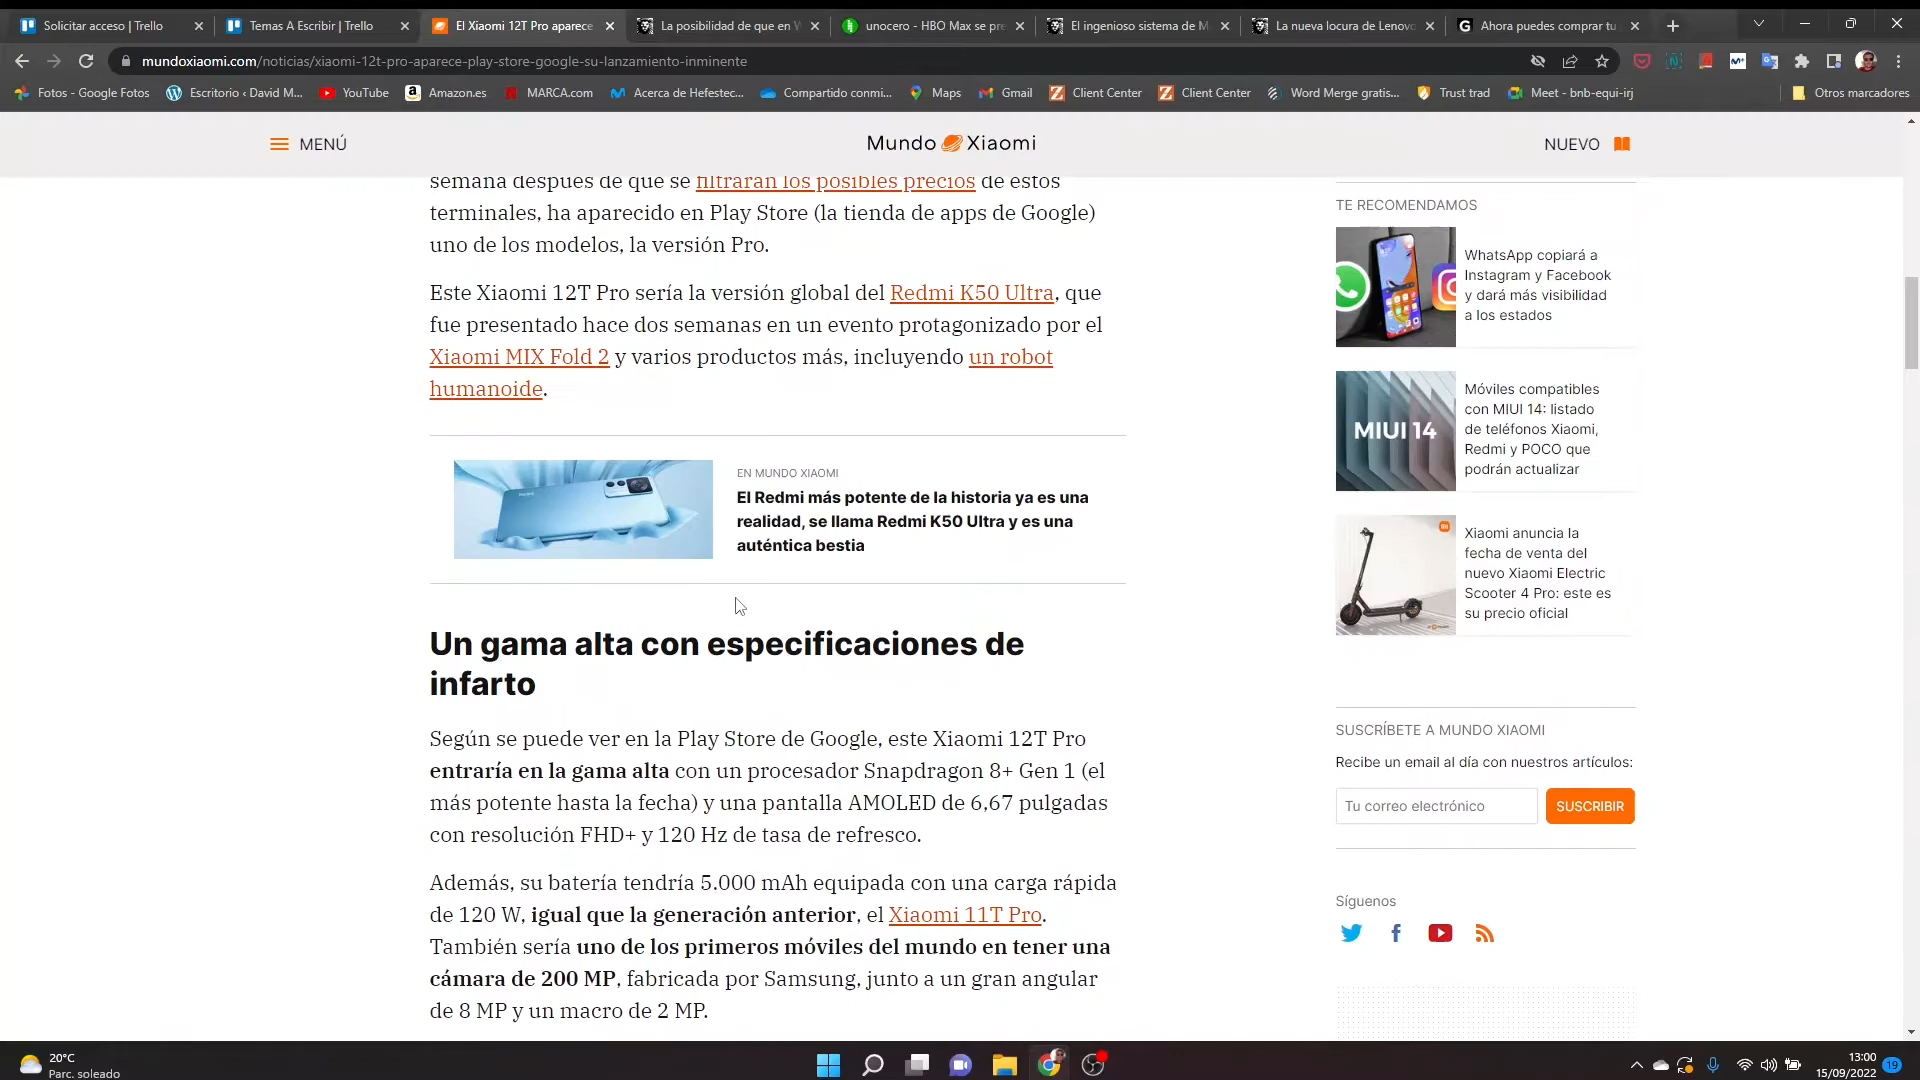 Solicitar acceso | Trello
Temas A Escribir | Trello
El Xiaomi 12T Pro aparece
La posibilidad de que en
unocero - HBO Max se pre
El ingenioso sistema de M
La nueva locura de Lenovo
Ahora puedes comprar tu
mundoxiaomi.com/noticias/xiaomi-12t-pro-aparece-play-store-google-su-lanzamiento-inminente
Fotos - Google Fotos
Escritorio ‹ David M...
YouTube
Amazon.es
MARCA.com
Acerca de Hefestec...
Compartido conmi...
Maps
Gmail
Client Center
Client Center
Word Merge gratis...
Trust trad
Meet - bnb-equi-irj
Otros marcadores
MENÚ
Mundo Xiaomi
NUEVO
semana después de que se filtraran los posibles precios de estos
terminales, ha aparecido en Play Store (la tienda de apps de Google)
uno de los modelos, la versión Pro.
Este Xiaomi 12T Pro sería la versión global del Redmi K50 Ultra, que
fue presentado hace dos semanas en un evento protagonizado por el
Xiaomi MIX Fold 2 y varios productos más, incluyendo un robot
humanoide.
EN MUNDO XIAOMI
El Redmi más potente de la historia ya es una
realidad, se llama Redmi K50 Ultra y es una
auténtica bestia
Un gama alta con especificaciones de
infarto
Según se puede ver en la Play Store de Google, este Xiaomi 12T Pro
entraría en la gama alta con un procesador Snapdragon 8+ Gen 1 (el
más potente hasta la fecha) y una pantalla AMOLED de 6,67 pulgadas
con resolución FHD+ y 120 Hz de tasa de refresco.
Además, su batería tendría 5.000 mAh equipada con una carga rápida
de 120 W, igual que la generación anterior, el Xiaomi 11T Pro.
También sería uno de los primeros móviles del mundo en tener una
cámara de 200 MP, fabricada por Samsung, junto a un gran angular
de 8 MP y un macro de 2 MP.
TE RECOMENDAMOS
WhatsApp copiará a
Instagram y Facebook
y dará más visibilidad
a los estados
MIUI 14
Móviles compatibles
con MIUI 14: listado
de teléfonos Xiaomi,
Redmi y POCO que
podrán actualizar
Xiaomi anuncia la
fecha de venta del
nuevo Xiaomi Electric
Scooter 4 Pro: este es
su precio oficial
SUSCRÍBETE A MUNDO XIAOMI
Recibe un email al día con nuestros artículos:
Tu correo electrónico
SUSCRIBIR
Síguenos
20°C
Parc. soleado
13:00
15/09/2022
19